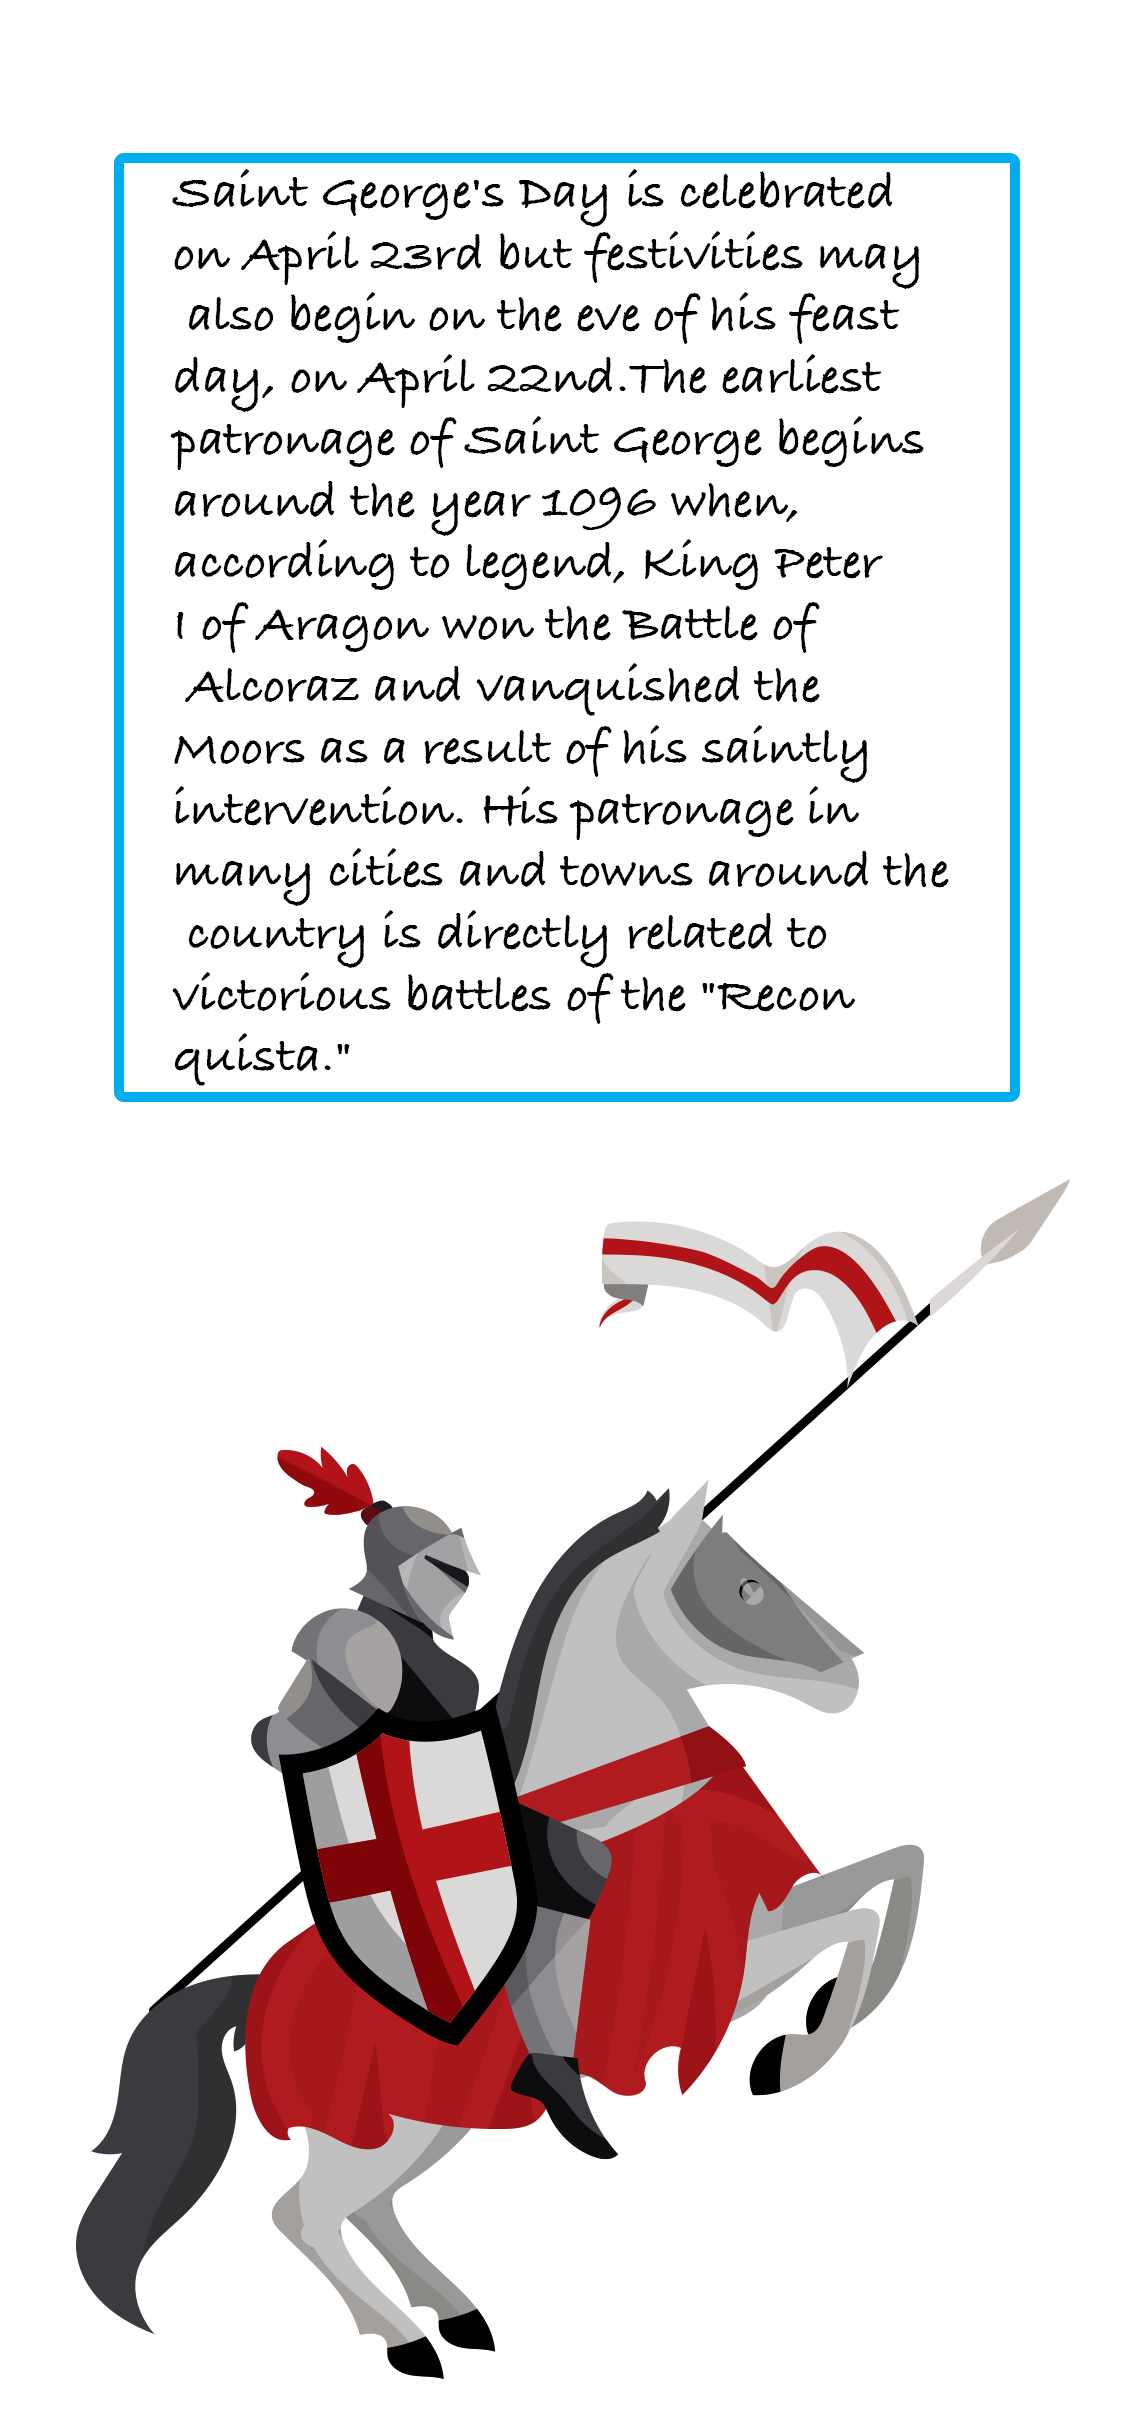 Saint George's Day is celebrated
on April 23rd but festivities may
also begin on the eve of his feast
day, on April 22nd.The earliest
patronage of Saint George begins
around the year 1096 when,
according to legend, King Peter
I of Aragon won the Battle of
Alcoraz and vanquished the
Moors as a result of his saintly
intervention. His patronage in
many cities and towns around the
country is directly related to
victorious battles of the "Recon
quista."